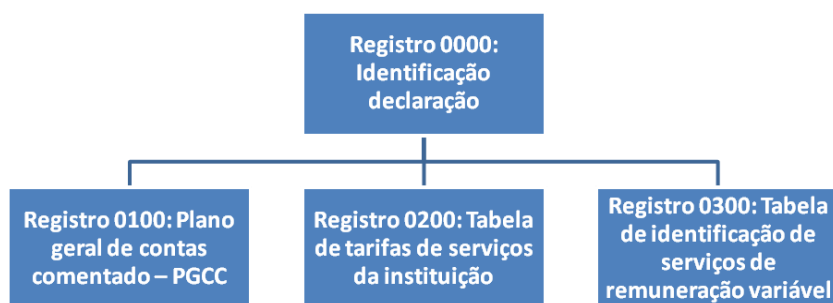 Registro 0000:
Identificação
declaração
Registro 0100: Plano
geral de contas
comentado – PGCC
Registro 0200: Tabela
de tarifas de serviços
da instituição
Registro 0300: Tabela
de identificação de
serviços de
remuneração variável